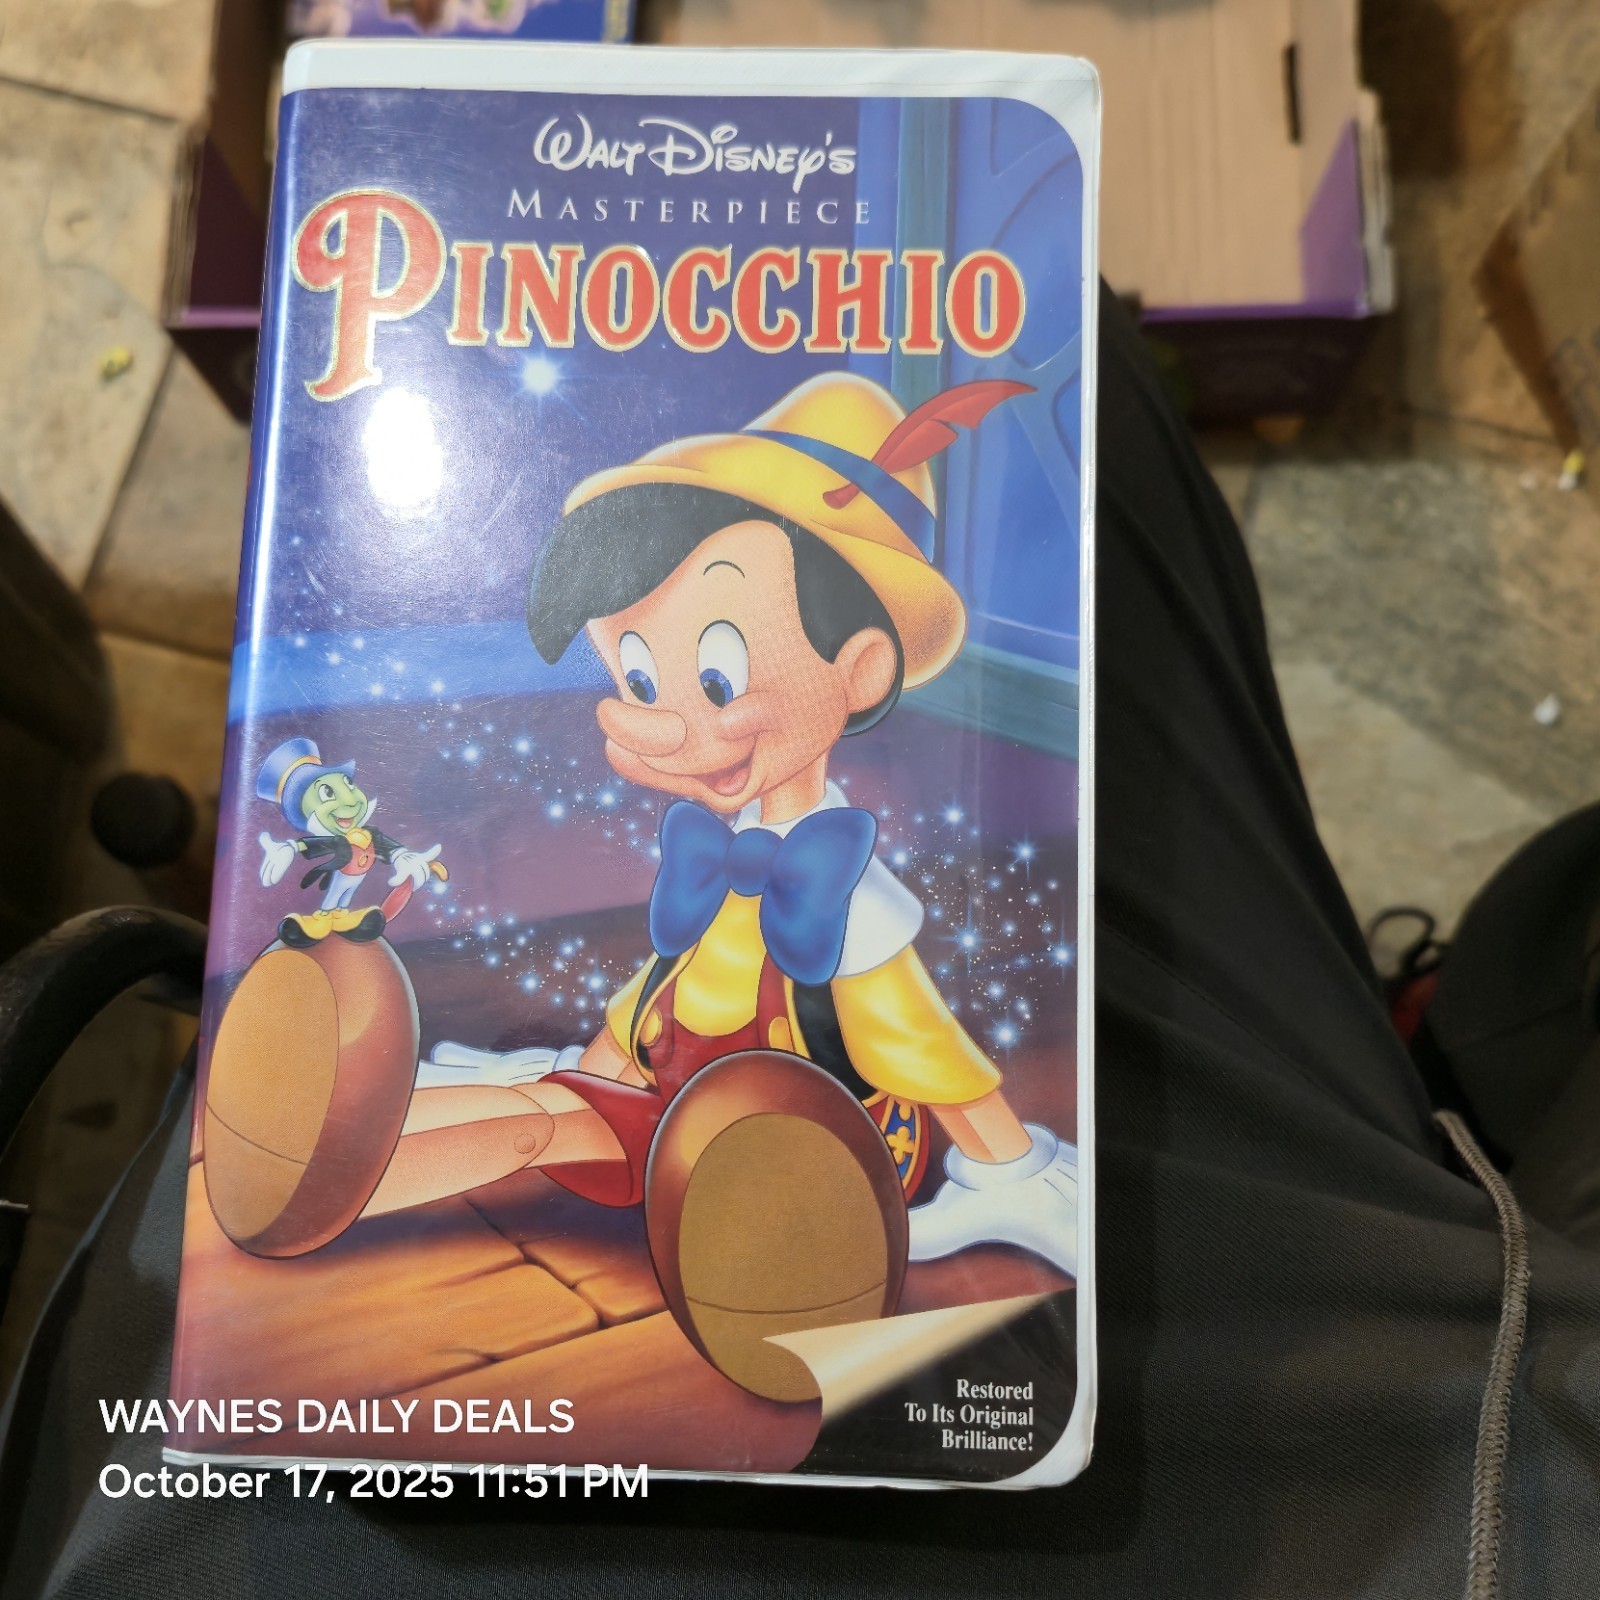 Walt Disney's
MASTERPIECE
PINOCCHIO
Restored
To Its Original
Brilliance!
WAYNES DAILY DEALS
October 17, 2025 11:51 PM